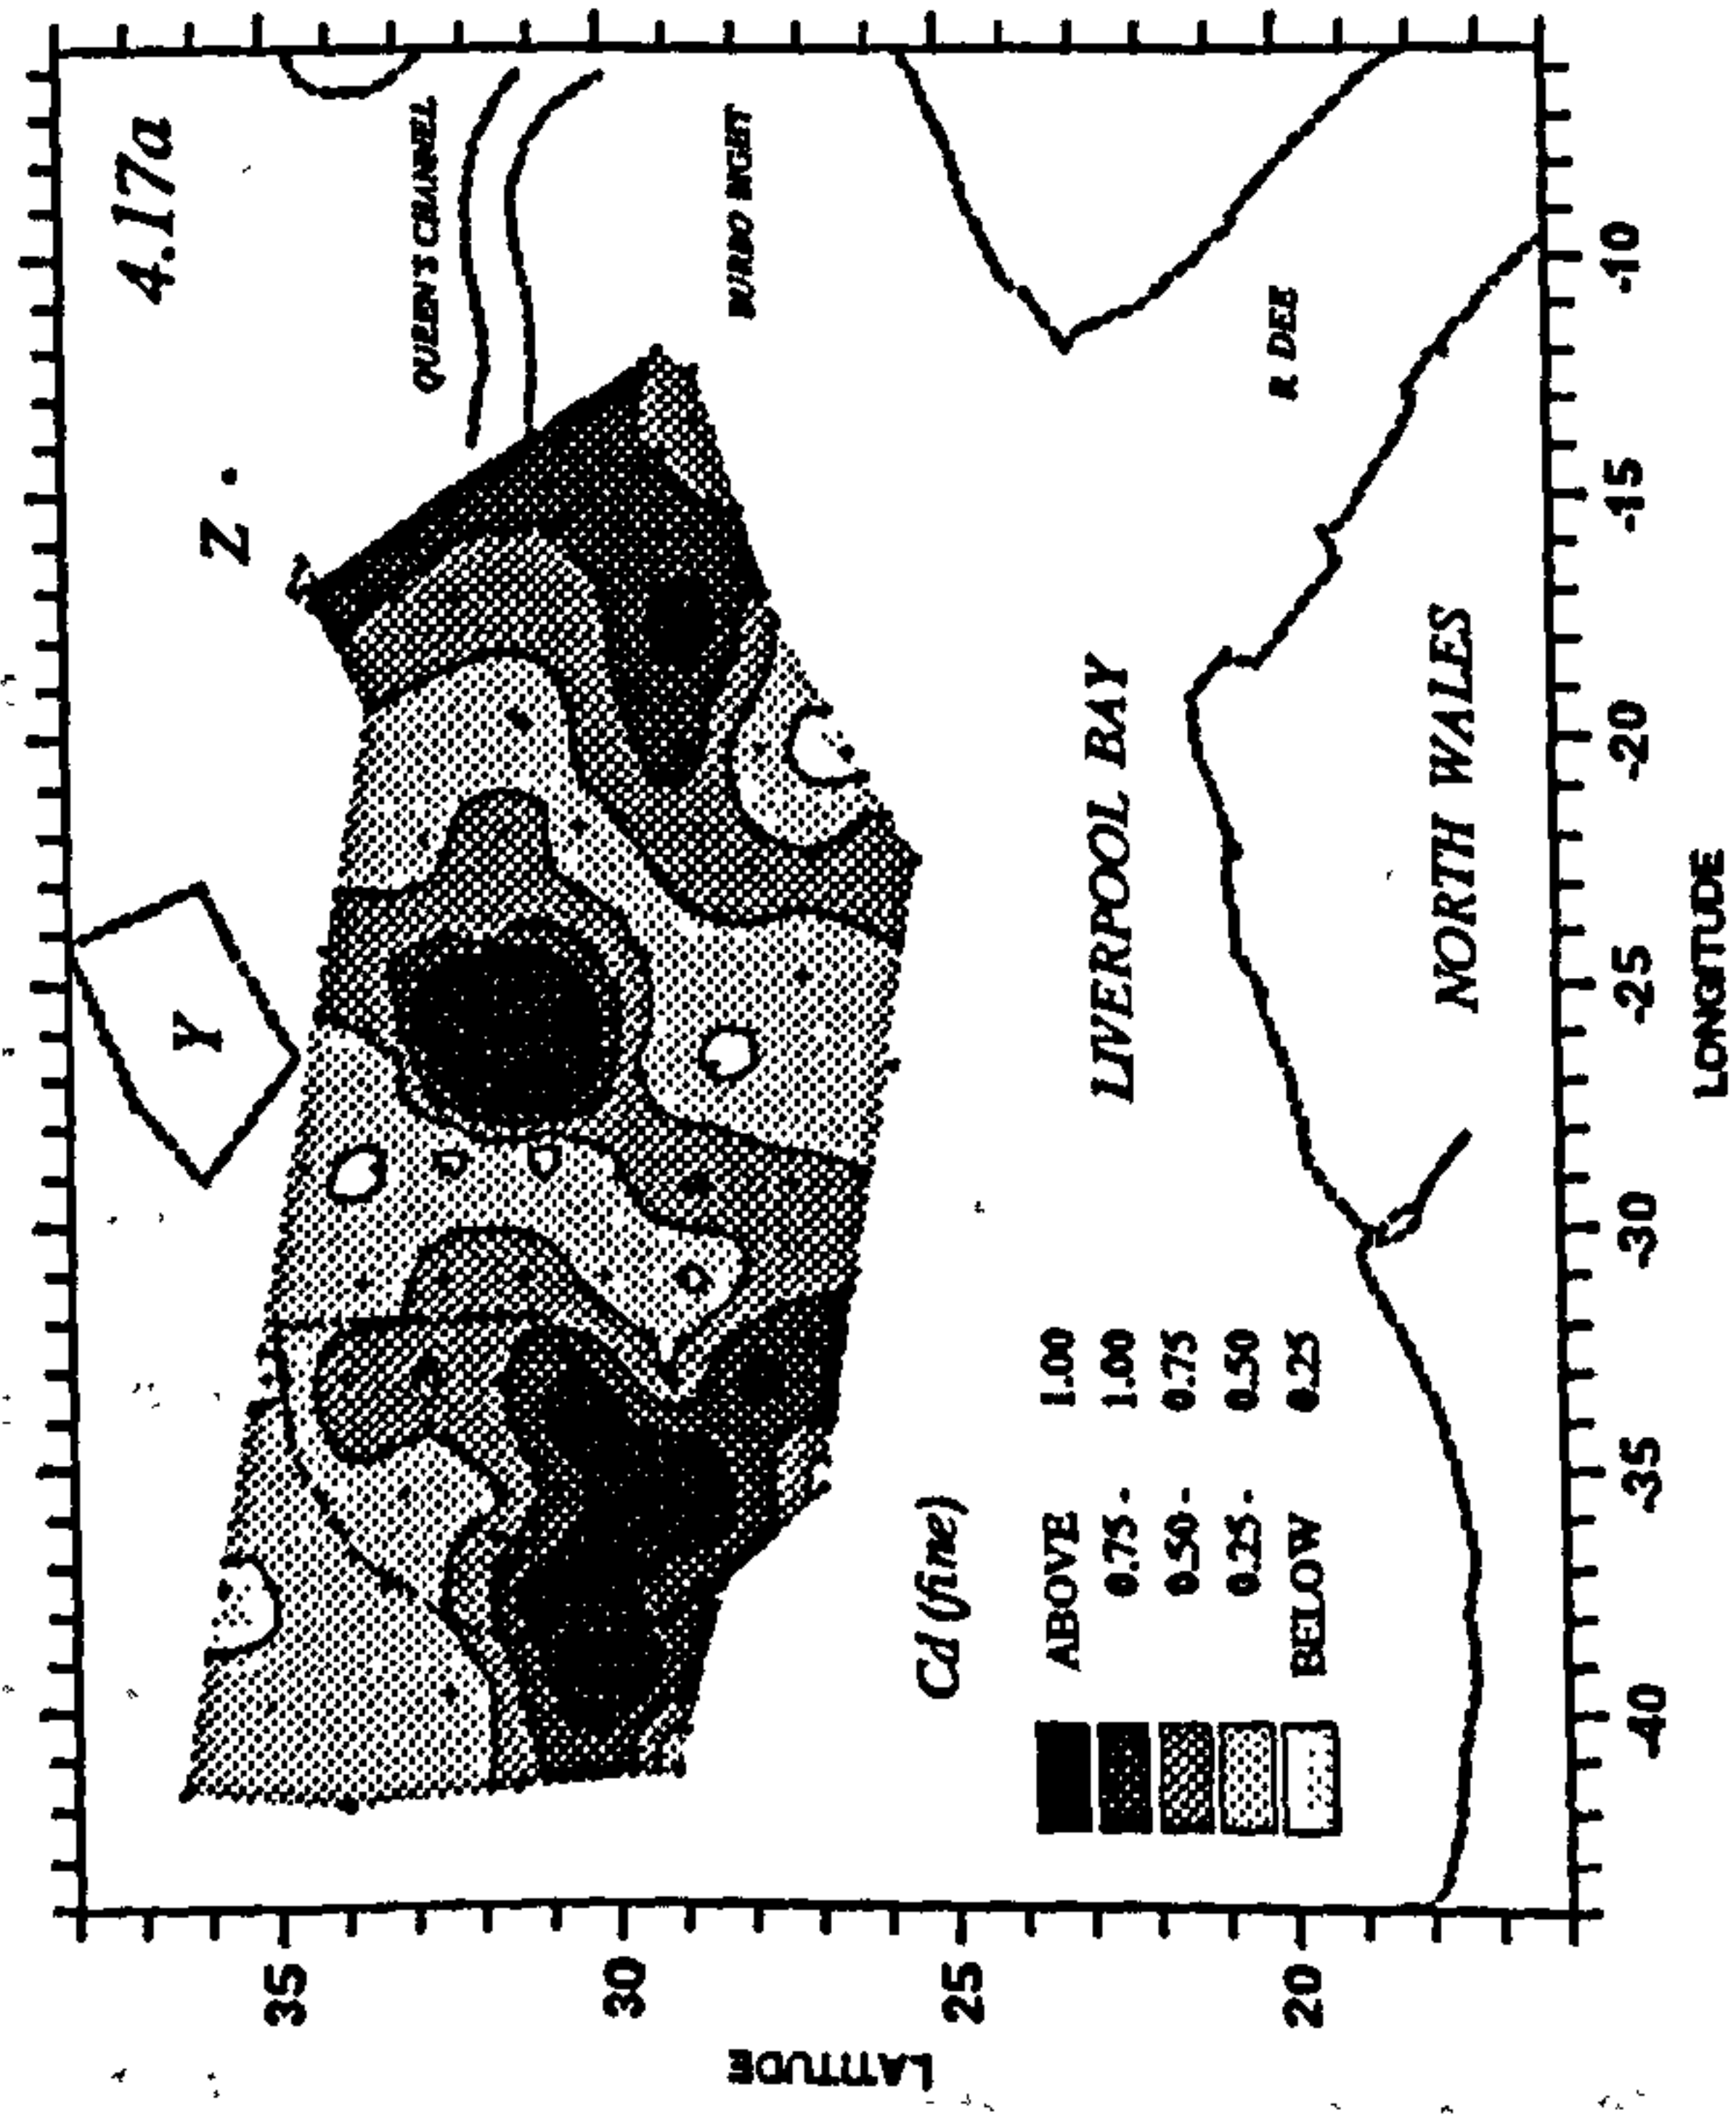 4.17a
Z.
QUEEN'S CHANNEL
Y
BURBO BIGHT
LIVERPOOL BAY
R. DEE
NORTH WALES
Cd (fine)
ABOVE 1.00
0.75 - 1.00
0.50 - 0.75
0.25 - 0.50
BELOW 0.25
LATITUDE
35
30
25
20
-40
-35
-30
-25
-20
-15
-10
LONGITUDE